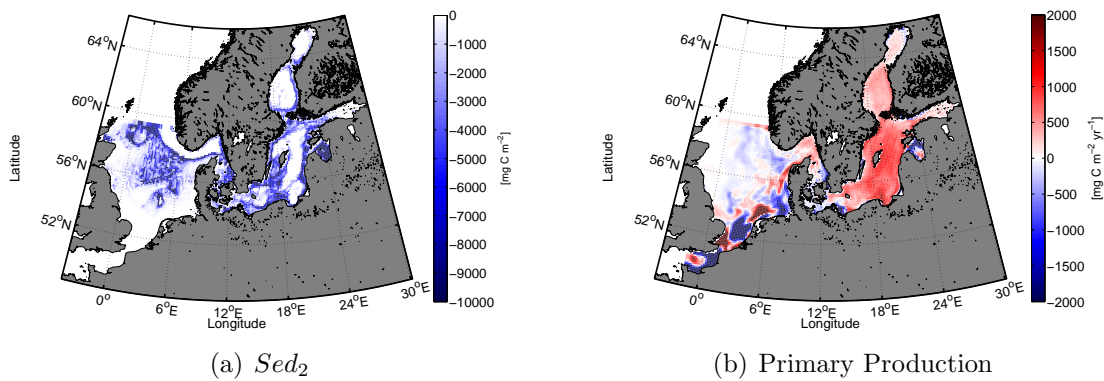 64°N
60°N
56°N
52°N
Latitude
0°
6°E
12°E
18°E
24°E
30°E
Longitude
0
−1000
−2000
−3000
−4000
−5000
−6000
−7000
−8000
−9000
−10000
[mg C m−2]
(a) Sed2
64°N
60°N
56°N
52°N
Latitude
0°
6°E
12°E
18°E
24°E
30°E
Longitude
2000
1500
1000
500
0
−500
−1000
−1500
−2000
[mg C m−2 yr−1]
(b) Primary Production